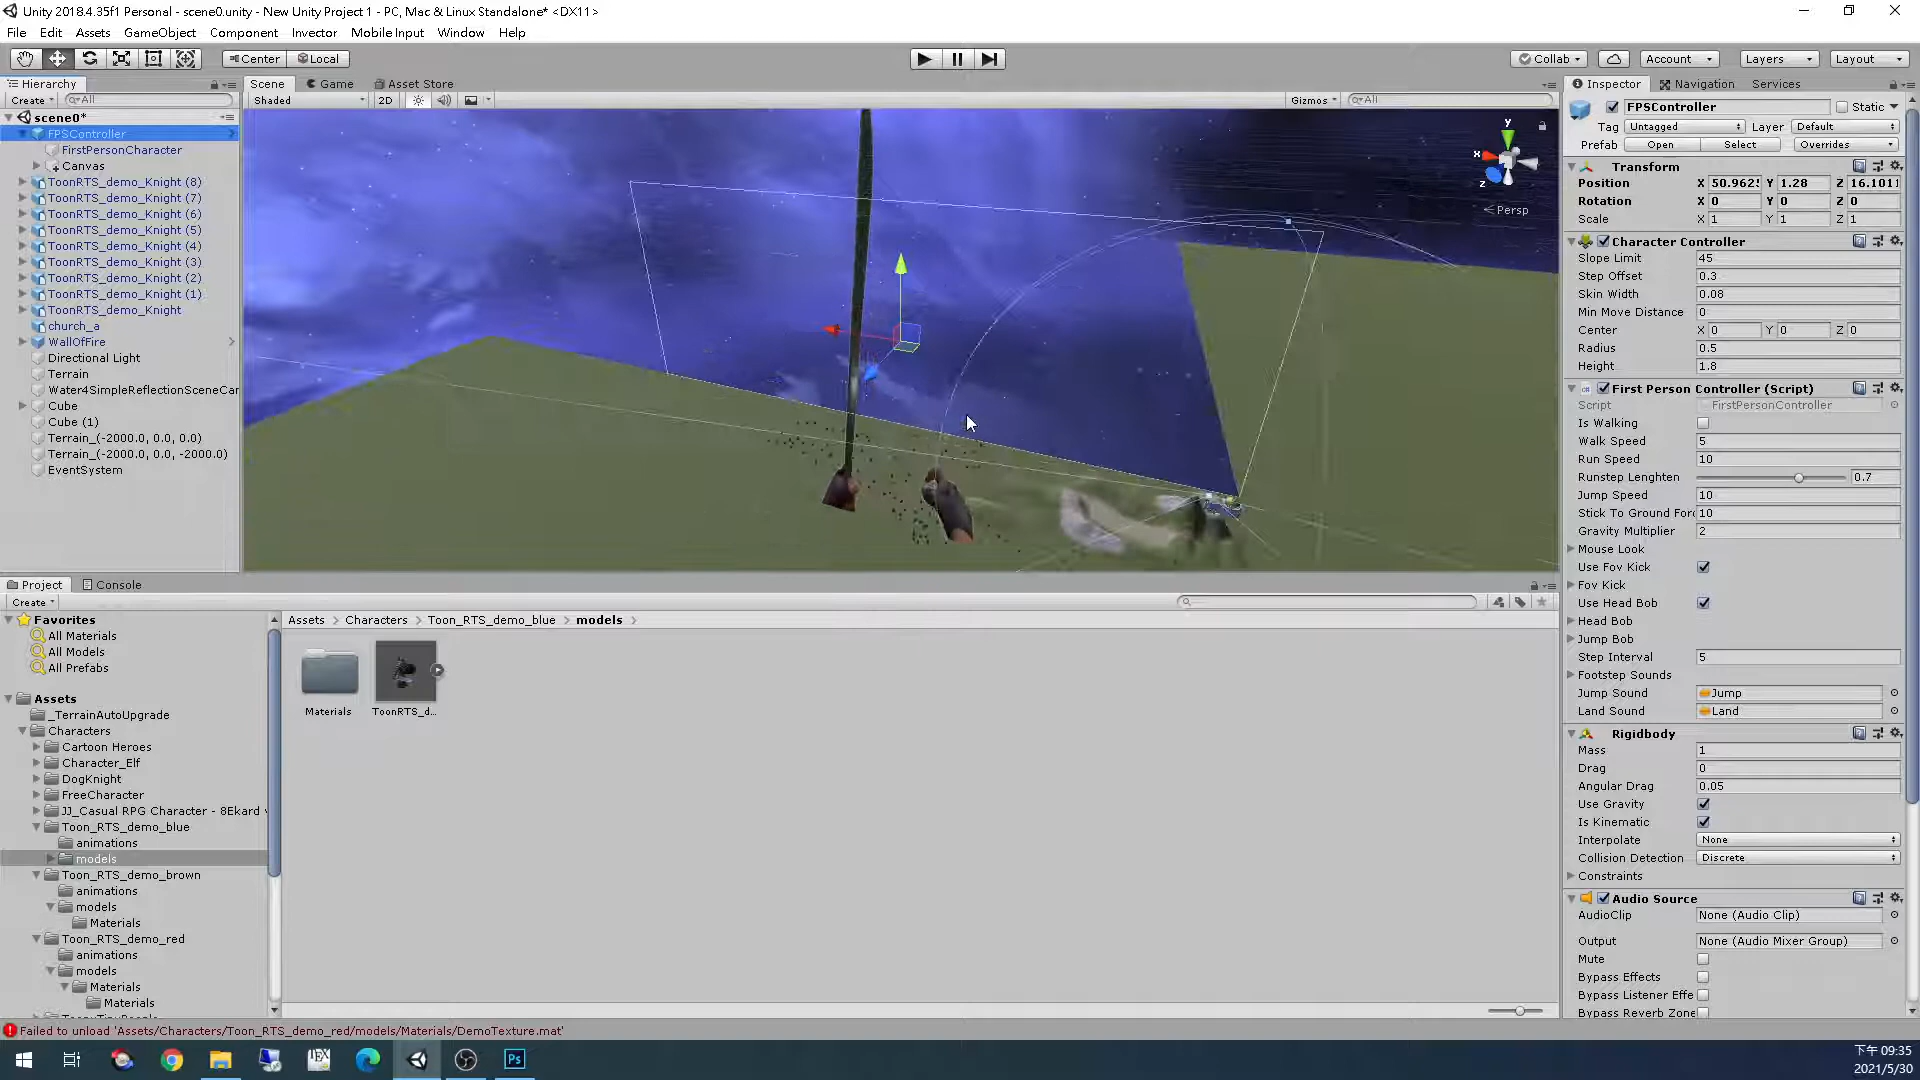 Unity 2018.4.35f1 Personal - scene0.unity - New Unity Project 1 - PC, Mac & Linux Standalone* <DX11>
File Edit Assets GameObject Component Invector Mobile Input Window Help
Center Local
Collab Account Layers Layout
Hierarchy
Create All
scene0*
FPSController
FirstPersonCharacter
Canvas
ToonRTS_demo_Knight (8)
ToonRTS_demo_Knight (7)
ToonRTS_demo_Knight (6)
ToonRTS_demo_Knight (5)
ToonRTS_demo_Knight (4)
ToonRTS_demo_Knight (3)
ToonRTS_demo_Knight (2)
ToonRTS_demo_Knight (1)
ToonRTS_demo_Knight
church_a
WallOfFire
Directional Light
Terrain
Water4SimpleReflectionSceneCar
Cube
Cube (1)
Terrain_(-2000.0, 0.0, 0.0)
Terrain_(-2000.0, 0.0, -2000.0)
EventSystem
Scene Game Asset Store
Shaded 2D Gizmos All
y
x
z
Persp
Inspector Navigation Services
FPSController Static
Tag Untagged Layer Default
Prefab Open Select Overrides
Transform
Position X 50.962 Y 1.28 Z 16.1011
Rotation X 0 Y 0 Z 0
Scale X 1 Y 1 Z 1
Character Controller
Slope Limit 45
Step Offset 0.3
Skin Width 0.08
Min Move Distance 0
Center X 0 Y 0 Z 0
Radius 0.5
Height 1.8
First Person Controller (Script)
Script FirstPersonController
Is Walking
Walk Speed 5
Run Speed 10
Runstep Lenghten 0.7
Jump Speed 10
Stick To Ground Forc 10
Gravity Multiplier 2
Mouse Look
Use Fov Kick
Fov Kick
Use Head Bob
Head Bob
Jump Bob
Step Interval 5
Footstep Sounds
Jump Sound Jump
Land Sound Land
Rigidbody
Mass 1
Drag 0
Angular Drag 0.05
Use Gravity
Is Kinematic
Interpolate None
Collision Detection Discrete
Constraints
Audio Source
AudioClip None (Audio Clip)
Output None (Audio Mixer Group)
Mute
Bypass Effects
Bypass Listener Effe
Bypass Reverb Zone
Project Console
Create
Favorites
All Materials
All Models
All Prefabs
Assets
_TerrainAutoUpgrade
Characters
Cartoon Heroes
Character_Elf
DogKnight
FreeCharacter
JJ_Casual RPG Character - 8Ekard
Toon_RTS_demo_blue
animations
models
Toon_RTS_demo_brown
animations
models
Materials
Toon_RTS_demo_red
animations
models
Materials
Materials
Assets Characters Toon_RTS_demo_blue models
Materials ToonRTS_d...
Failed to unload 'Assets/Characters/Toon_RTS_demo_red/models/Materials/DemoTexture.mat'
Ps
下午 09:35
2021/5/30